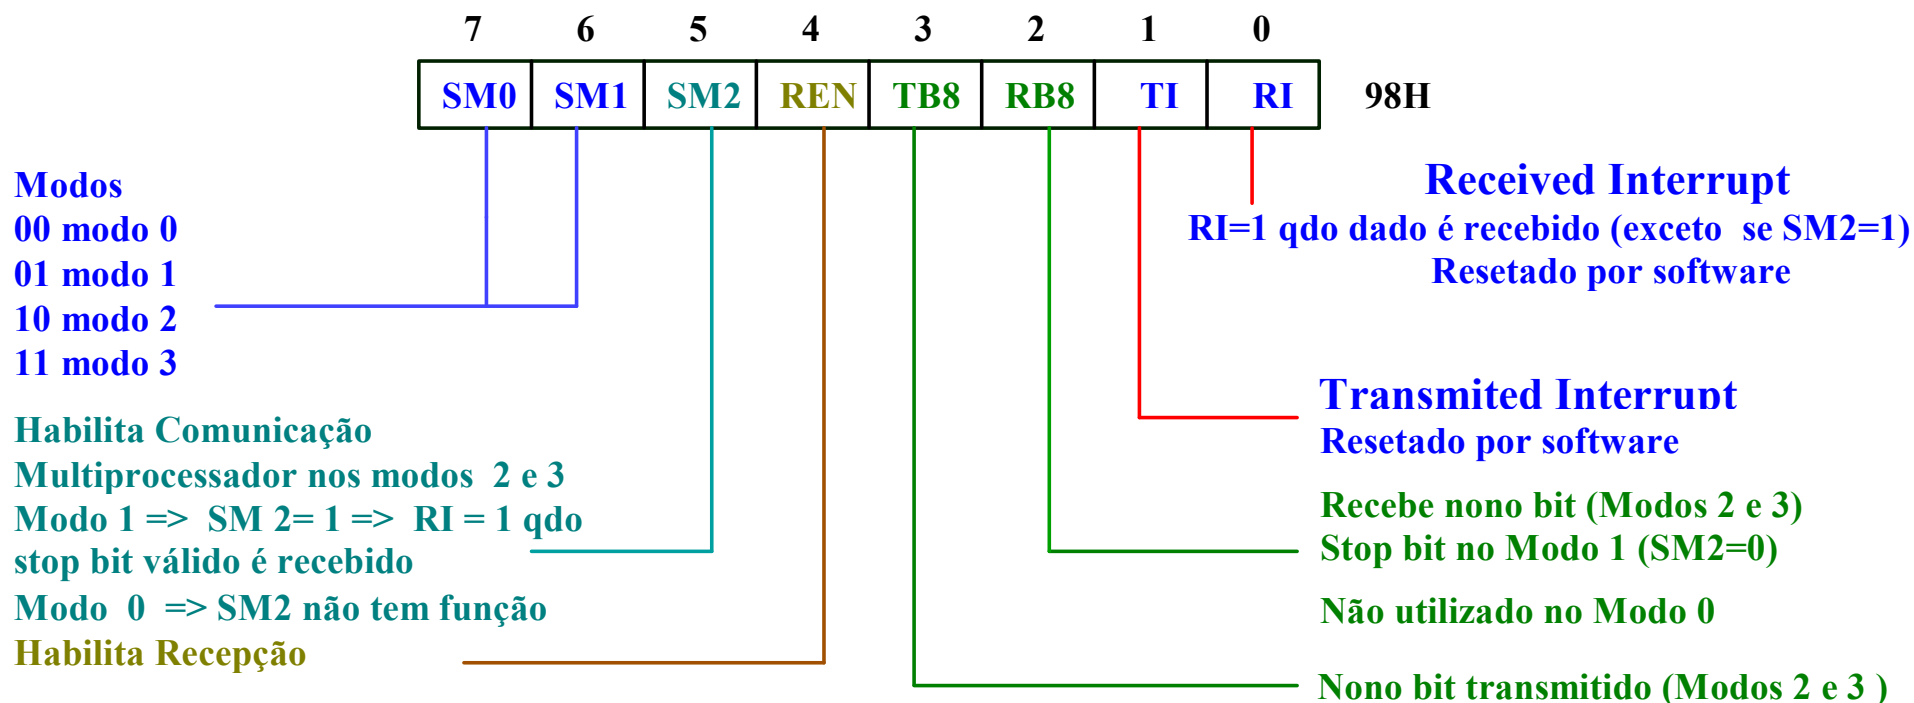 7 6 5 4 3 2 1 0
SM0 SM1 SM2 REN TB8 RB8 TI RI 98H
Modos
00 modo 0
01 modo 1
10 modo 2
11 modo 3
Habilita Comunicação
Multiprocessador nos modos 2 e 3
Modo 1 => SM 2= 1 => RI = 1 qdo
stop bit válido é recebido
Modo 0 => SM2 não tem função
Habilita Recepção
Received Interrupt
RI=1 qdo dado é recebido (exceto se SM2=1)
Resetado por software
Transmited Interrupt
Resetado por software
Recebe nono bit (Modos 2 e 3)
Stop bit no Modo 1 (SM2=0)
Não utilizado no Modo 0
Nono bit transmitido (Modos 2 e 3 )